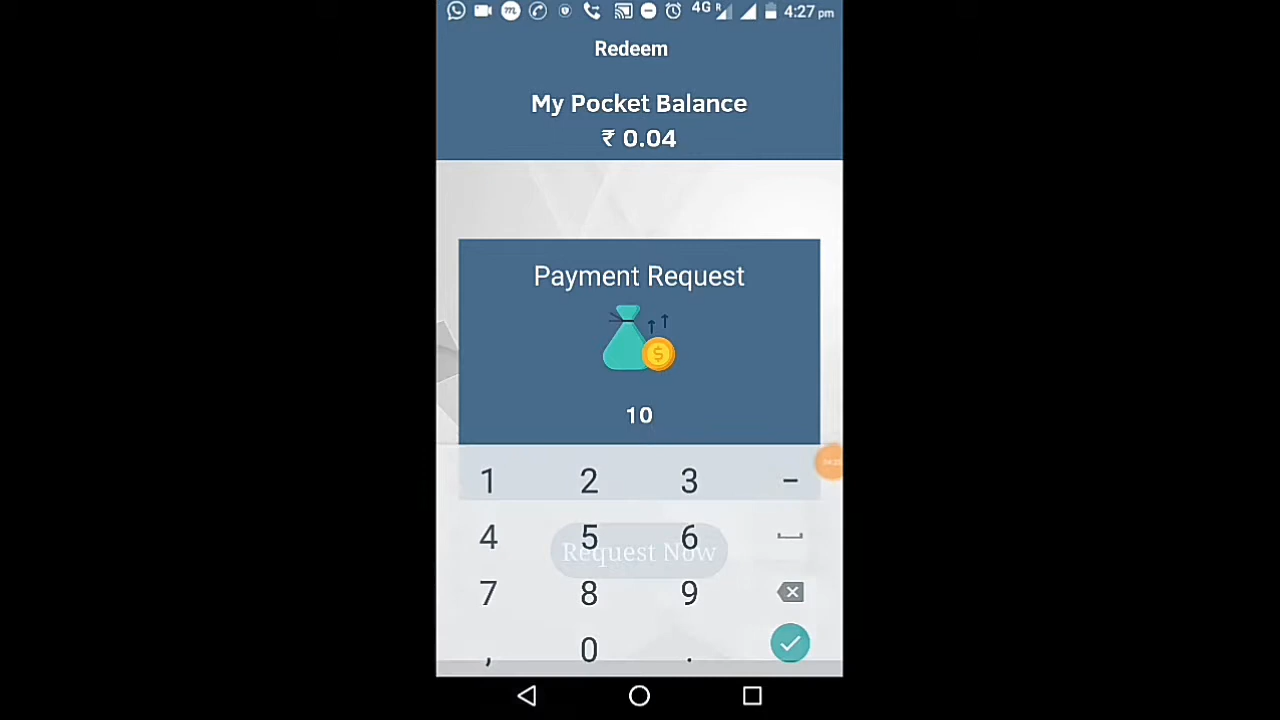 4G R 4:27 pm
Redeem
My Pocket Balance
₹ 0.04
Payment Request
$
10
1 2 3 –
4 5 6
Request Now
7 8 9
, 0 .